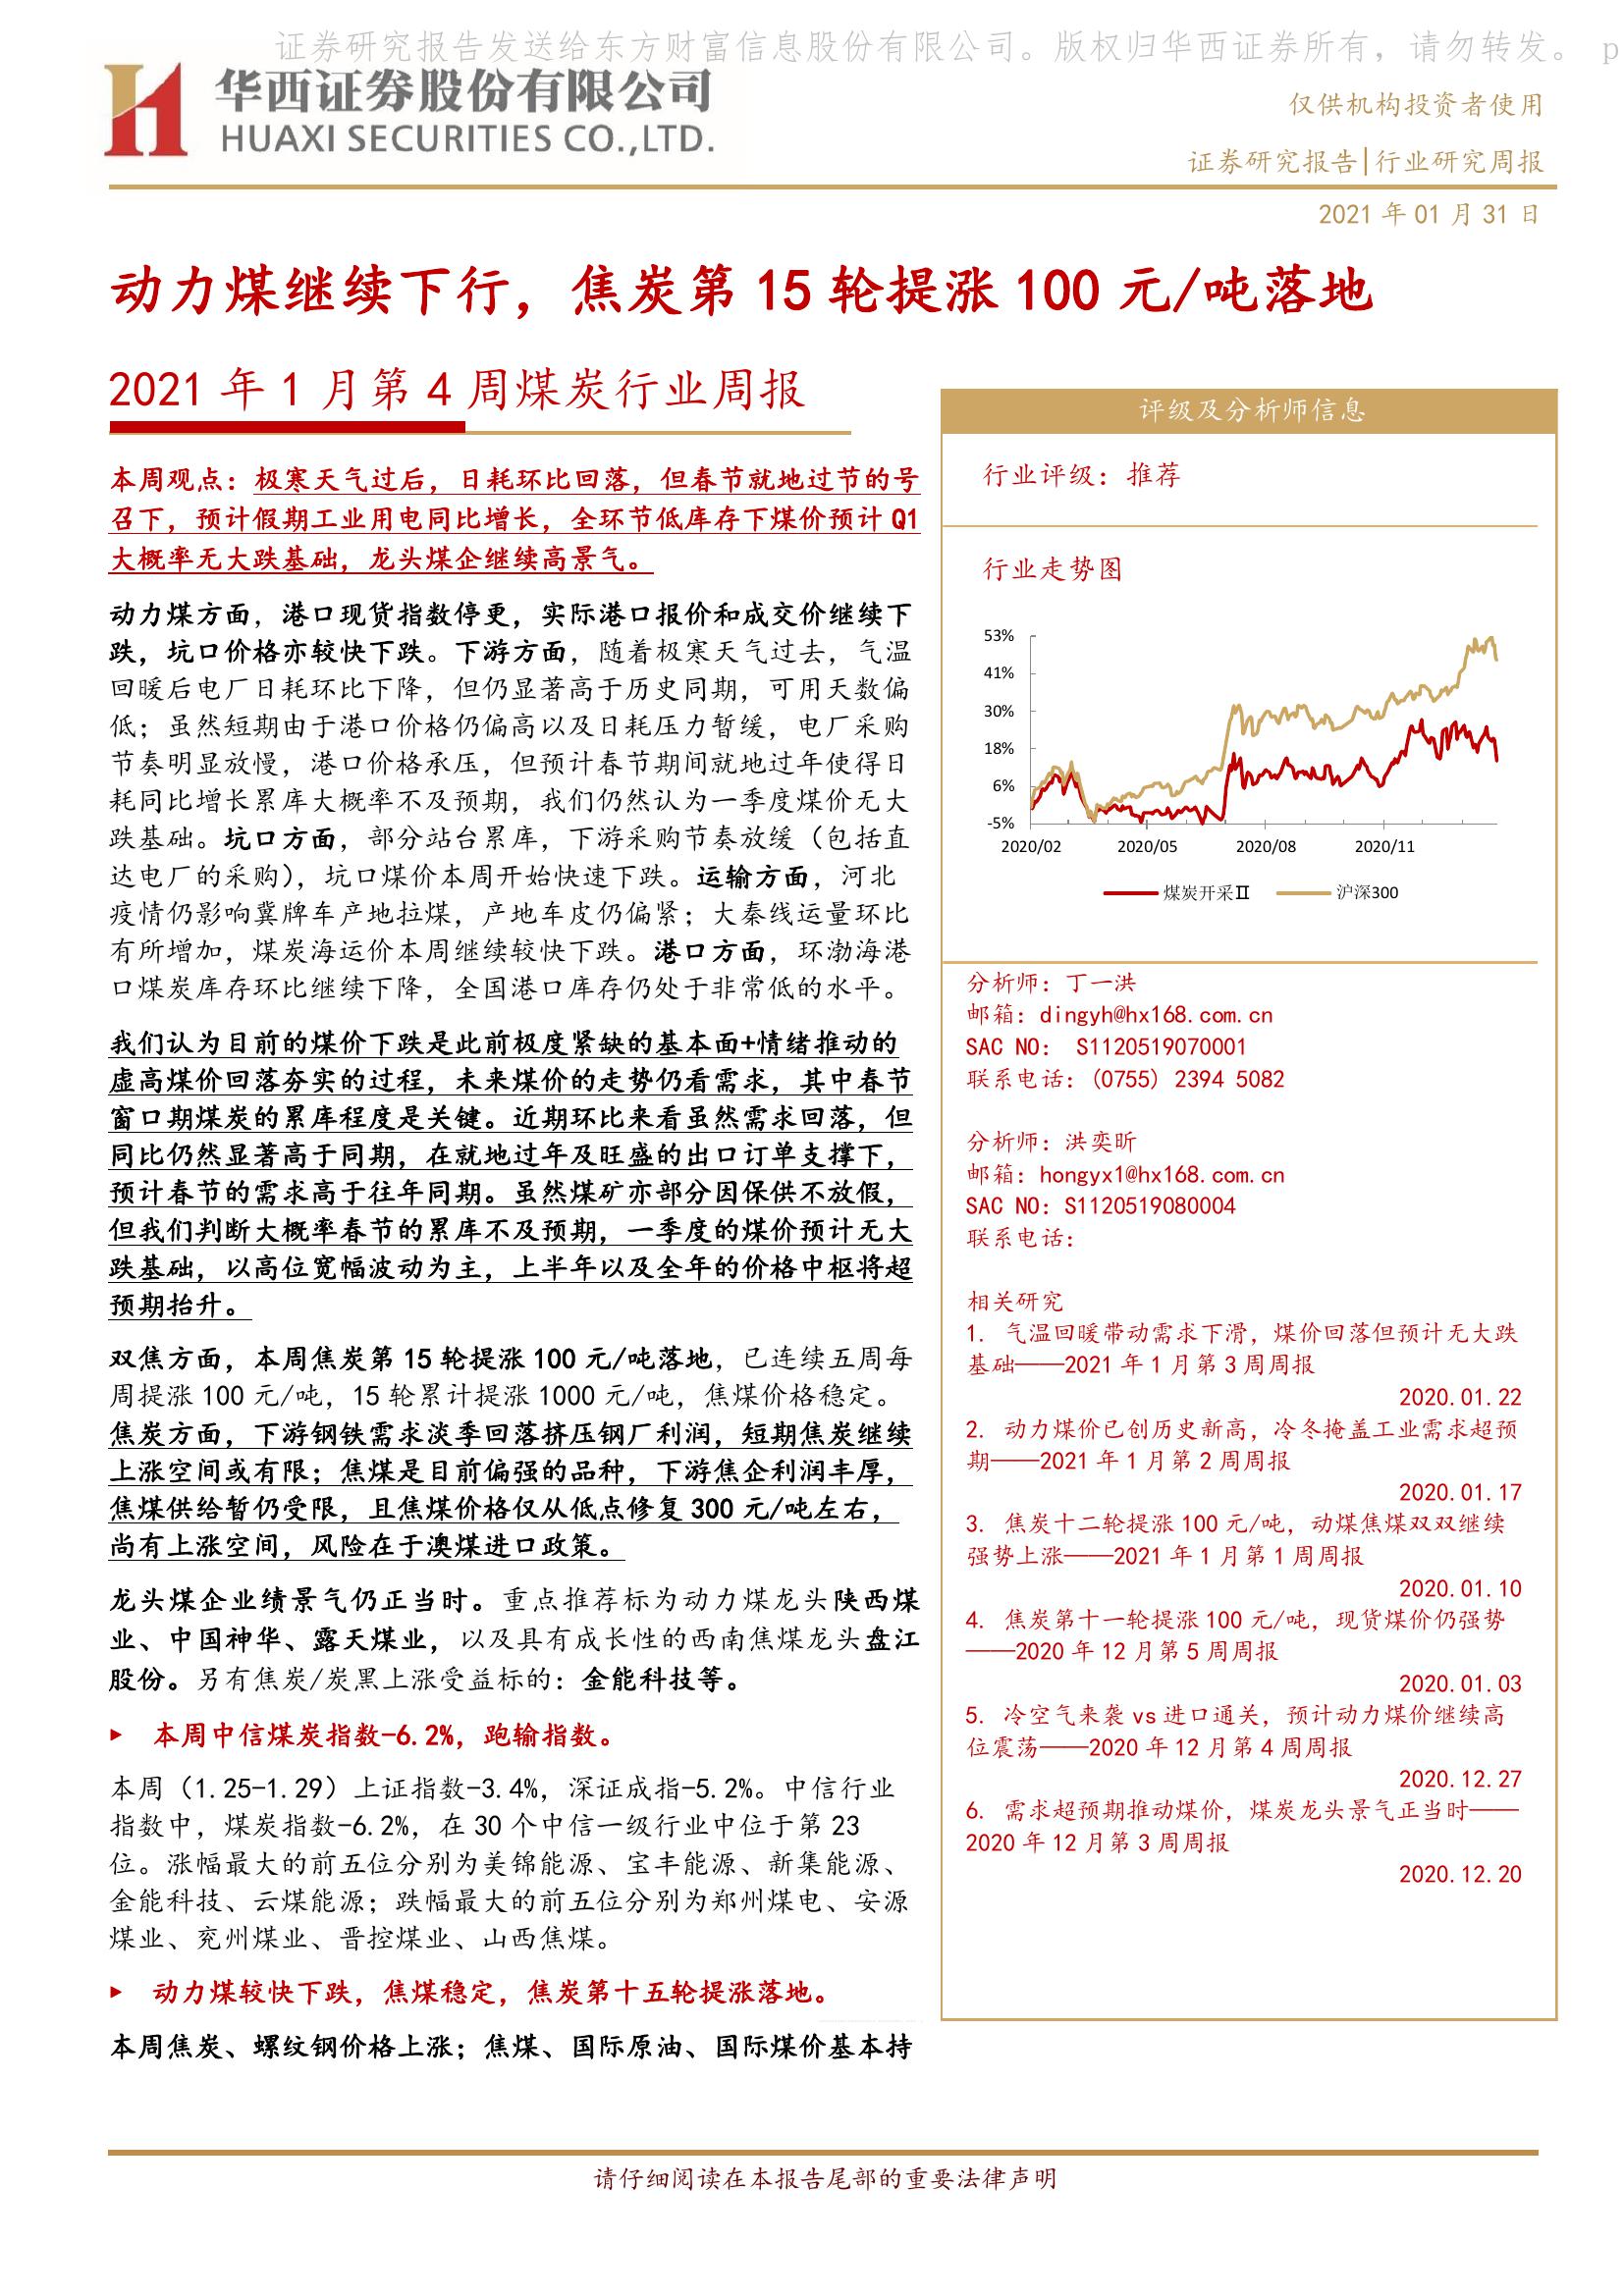 证券研究报告发送给东方财富信息股份有限公司。版权归华西证券所有，请勿转发。 p
华西证券股份有限公司
HUAXI SECURITIES CO.,LTD.
仅供机构投资者使用
证券研究报告|行业研究周报
2021 年 01 月 31 日
动力煤继续下行，焦炭第 15 轮提涨 100 元/吨落地
2021 年 1 月第 4 周煤炭行业周报
本周观点：极寒天气过后，日耗环比回落，但春节就地过节的号
召下，预计假期工业用电同比增长，全环节低库存下煤价预计 Q1
大概率无大跌基础，龙头煤企继续高景气。
动力煤方面，港口现货指数停更，实际港口报价和成交价继续下
跌，坑口价格亦较快下跌。下游方面，随着极寒天气过去，气温
回暖后电厂日耗环比下降，但仍显著高于历史同期，可用天数偏
低；虽然短期由于港口价格仍偏高以及日耗压力暂缓，电厂采购
节奏明显放慢，港口价格承压，但预计春节期间就地过年使得日
耗同比增长累库大概率不及预期，我们仍然认为一季度煤价无大
跌基础。坑口方面，部分站台累库，下游采购节奏放缓（包括直
达电厂的采购），坑口煤价本周开始快速下跌。运输方面，河北
疫情仍影响冀牌车产地拉煤，产地车皮仍偏紧；大秦线运量环比
有所增加，煤炭海运价本周继续较快下跌。港口方面，环渤海港
口煤炭库存环比继续下降，全国港口库存仍处于非常低的水平。
我们认为目前的煤价下跌是此前极度紧缺的基本面+情绪推动的
虚高煤价回落夯实的过程，未来煤价的走势仍看需求，其中春节
窗口期煤炭的累库程度是关键。近期环比来看虽然需求回落，但
同比仍然显著高于同期，在就地过年及旺盛的出口订单支撑下，
预计春节的需求高于往年同期。虽然煤矿亦部分因保供不放假，
但我们判断大概率春节的累库不及预期，一季度的煤价预计无大
跌基础，以高位宽幅波动为主，上半年以及全年的价格中枢将超
预期抬升。
双焦方面，本周焦炭第 15 轮提涨 100 元/吨落地，已连续五周每
周提涨 100 元/吨，15 轮累计提涨 1000 元/吨，焦煤价格稳定。
焦炭方面，下游钢铁需求淡季回落挤压钢厂利润，短期焦炭继续
上涨空间或有限；焦煤是目前偏强的品种，下游焦企利润丰厚，
焦煤供给暂仍受限，且焦煤价格仅从低点修复 300 元/吨左右，
尚有上涨空间，风险在于澳煤进口政策。
龙头煤企业绩景气仍正当时。重点推荐标为动力煤龙头陕西煤
业、中国神华、露天煤业，以及具有成长性的西南焦煤龙头盘江
股份。另有焦炭/炭黑上涨受益标的：金能科技等。
▶ 本周中信煤炭指数-6.2%，跑输指数。
本周（1.25-1.29）上证指数-3.4%，深证成指-5.2%。中信行业
指数中，煤炭指数-6.2%，在 30 个中信一级行业中位于第 23
位。涨幅最大的前五位分别为美锦能源、宝丰能源、新集能源、
金能科技、云煤能源；跌幅最大的前五位分别为郑州煤电、安源
煤业、兖州煤业、晋控煤业、山西焦煤。
▶ 动力煤较快下跌，焦煤稳定，焦炭第十五轮提涨落地。
本周焦炭、螺纹钢价格上涨；焦煤、国际原油、国际煤价基本持
评级及分析师信息
行业评级：推荐
行业走势图
53%
41%
30%
18%
6%
-5%
2020/02 2020/05 2020/08 2020/11
煤炭开采Ⅱ 沪深300
分析师：丁一洪
邮箱：dingyh@hx168.com.cn
SAC NO： S1120519070001
联系电话：(0755) 2394 5082
分析师：洪奕昕
邮箱：hongyx1@hx168.com.cn
SAC NO：S1120519080004
联系电话：
相关研究
1. 气温回暖带动需求下滑，煤价回落但预计无大跌
基础——2021 年 1 月第 3 周周报
2020.01.22
2. 动力煤价已创历史新高，冷冬掩盖工业需求超预
期——2021 年 1 月第 2 周周报
2020.01.17
3. 焦炭十二轮提涨 100 元/吨，动煤焦煤双双继续
强势上涨——2021 年 1 月第 1 周周报
2020.01.10
4. 焦炭第十一轮提涨 100 元/吨，现货煤价仍强势
——2020 年 12 月第 5 周周报
2020.01.03
5. 冷空气来袭 vs 进口通关，预计动力煤价继续高
位震荡——2020 年 12 月第 4 周周报
2020.12.27
6. 需求超预期推动煤价，煤炭龙头景气正当时——
2020 年 12 月第 3 周周报
2020.12.20
请仔细阅读在本报告尾部的重要法律声明